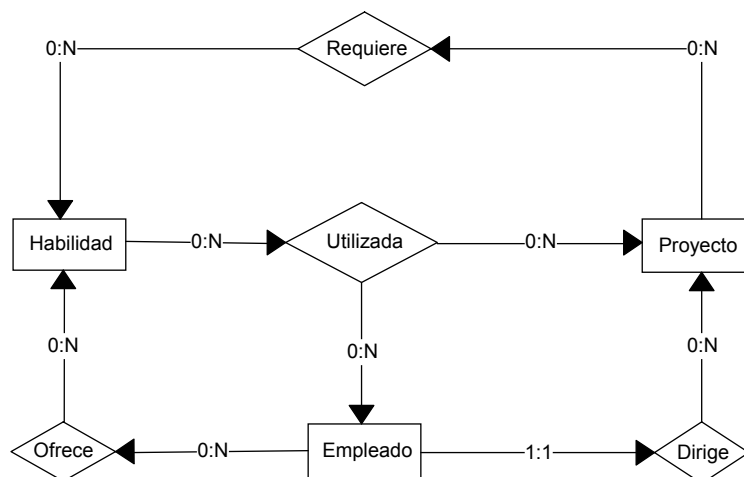 0:N
Requiere
0:N
Habilidad
0:N
Utilizada
0:N
Proyecto
0:N
0:N
0:N
Ofrece
0:N
Empleado
1:1
Dirige